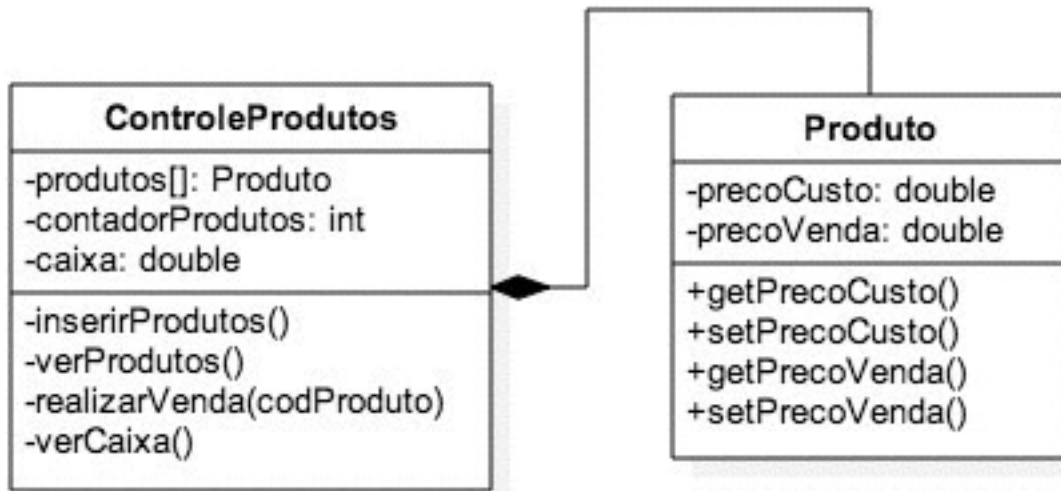 ControleProdutos
-produtos[]: Produto
-contadorProdutos: int
-caixa: double
-inserirProdutos()
-verProdutos()
-realizarVenda(codProduto)
-verCaixa()
Produto
-precoCusto: double
-precoVenda: double
+getPrecoCusto()
+setPrecoCusto()
+getPrecoVenda()
+setPrecoVenda()